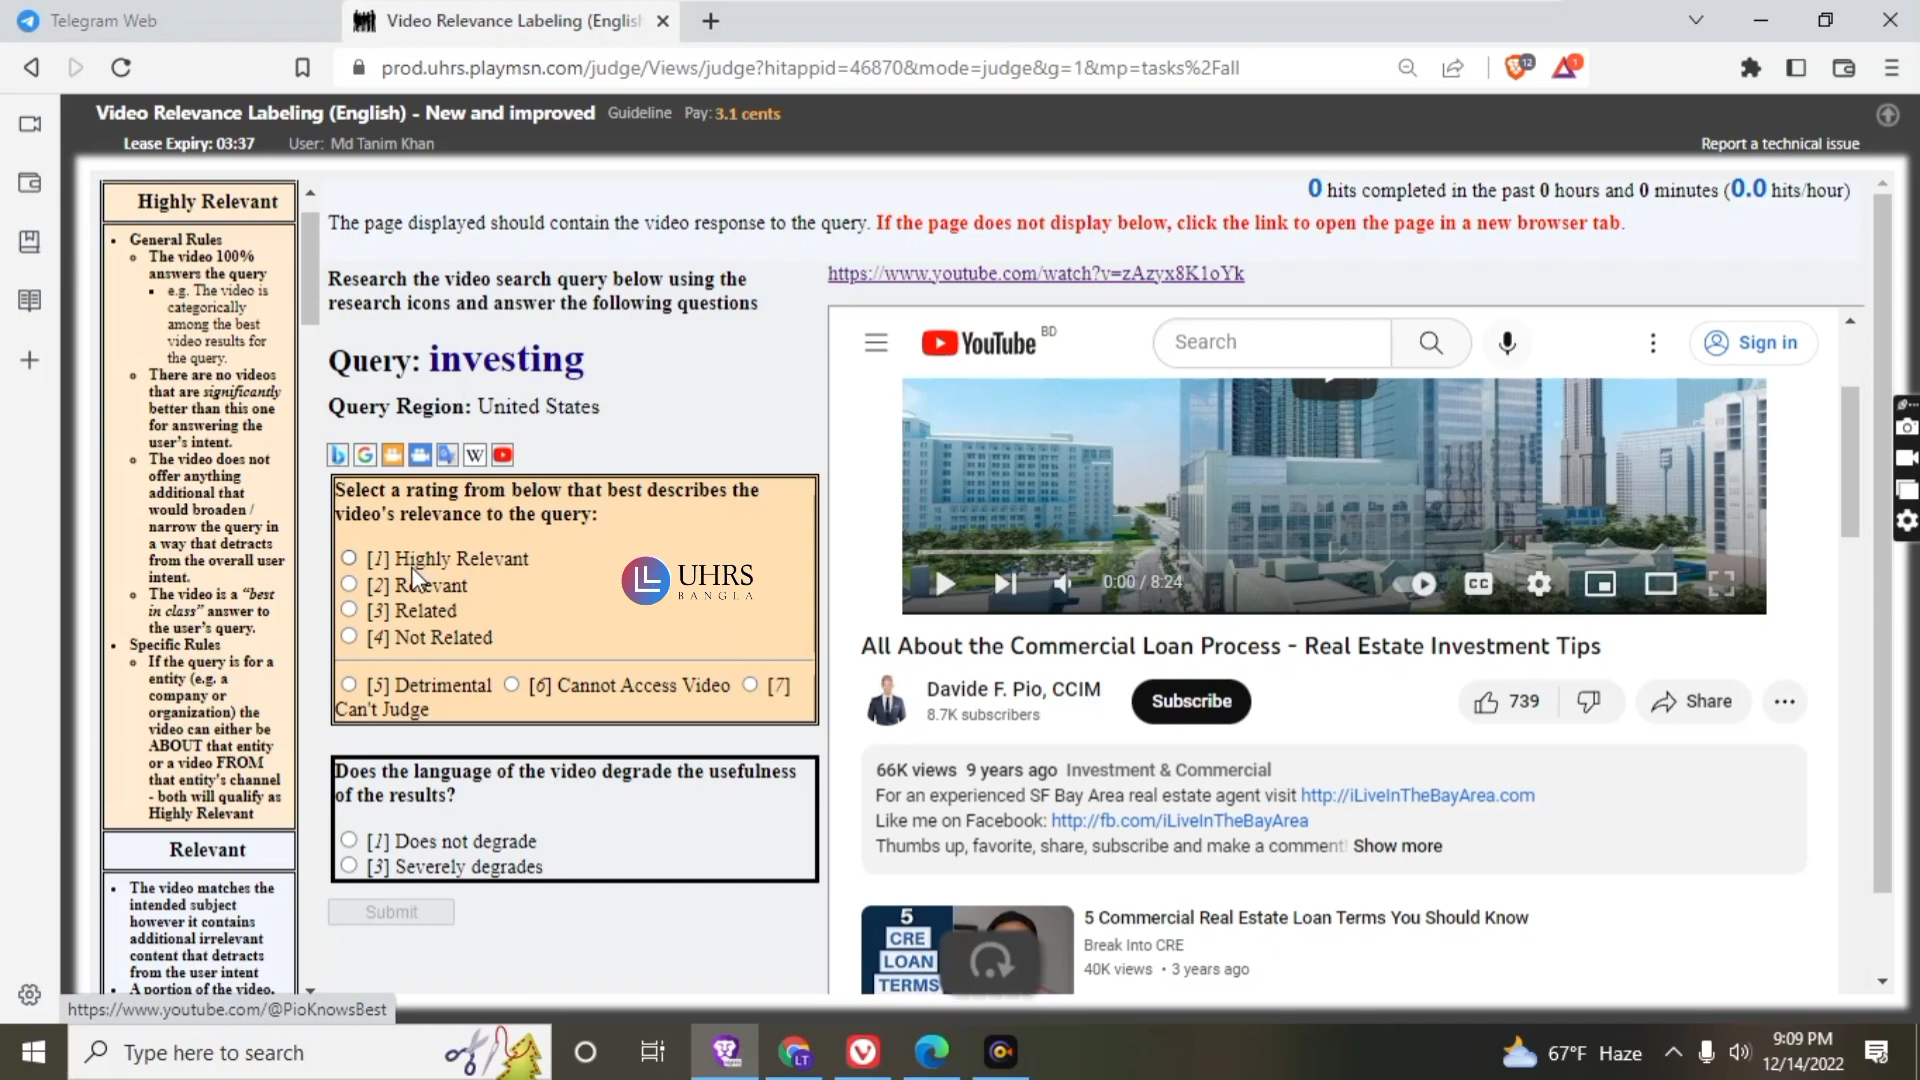 Telegram Web
Video Relevance Labeling (English
prod.uhrs.playmsn.com/judge/Views/judge?hitappid=46870&mode=judge&g=1&mp=tasks%2Fall
12
1
Video Relevance Labeling (English) - New and improved Guideline Pay: 3.1 cents
Lease Expiry: 03:37 User: Md Tanim Khan
Report a technical issue
0 hits completed in the past 0 hours and 0 minutes (0.0 hits/hour)
The page displayed should contain the video response to the query. If the page does not display below, click the link to open the page in a new browser tab.
Highly Relevant
General Rules
The video 100%
answers the query
e.g. The video is
categorically
among the best
video results for
the query.
There are no videos
that are significantly
better than this one
for answering the
user's intent.
The video does not
offer anything
additional that
would broaden /
narrow the query in
a way that detracts
from the overall user
intent.
The video is a "best
in class" answer to
the user's query.
Specific Rules
If the query is for a
entity (e.g. a
company or
organization) the
video can either be
ABOUT that entity
or a video FROM
that entity's channel
- both will qualify as
Highly Relevant
Relevant
The video matches the
intended subject
however it contains
additional irrelevant
content that detracts
from the user intent
A portion of the video,
Research the video search query below using the
research icons and answer the following questions
Query: investing
Query Region: United States
Select a rating from below that best describes the
video's relevance to the query:
[1] Highly Relevant
[2] Relevant
[3] Related
[4] Not Related
[5] Detrimental [6] Cannot Access Video [7]
Can't Judge
UHRS
BANGLA
Does the language of the video degrade the usefulness
of the results?
[1] Does not degrade
[3] Severely degrades
Submit
https://www.youtube.com/watch?v=zAzyx8K1oYk
YouTube BD
Search
Sign in
0:00 / 8:24
CC
All About the Commercial Loan Process - Real Estate Investment Tips
Davide F. Pio, CCIM
8.7K subscribers
Subscribe
739
Share
66K views 9 years ago Investment & Commercial
For an experienced SF Bay Area real estate agent visit http://iLiveInTheBayArea.com
Like me on Facebook: http://fb.com/iLiveInTheBayArea
Thumbs up, favorite, share, subscribe and make a comment! Show more
5
CRE
LOAN
TERMS
5 Commercial Real Estate Loan Terms You Should Know
Break Into CRE
40K views • 3 years ago
https://www.youtube.com/@PioKnowsBest
Type here to search
LT
67°F Haze
9:09 PM
12/14/2022